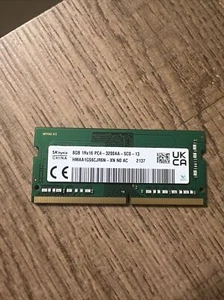 SK hynix
CHINA
8GB 1Rx16 PC4-3200AA-SC0-13
HMAA1GS6CJR6N-XN N0 AC 2137
UK
CA